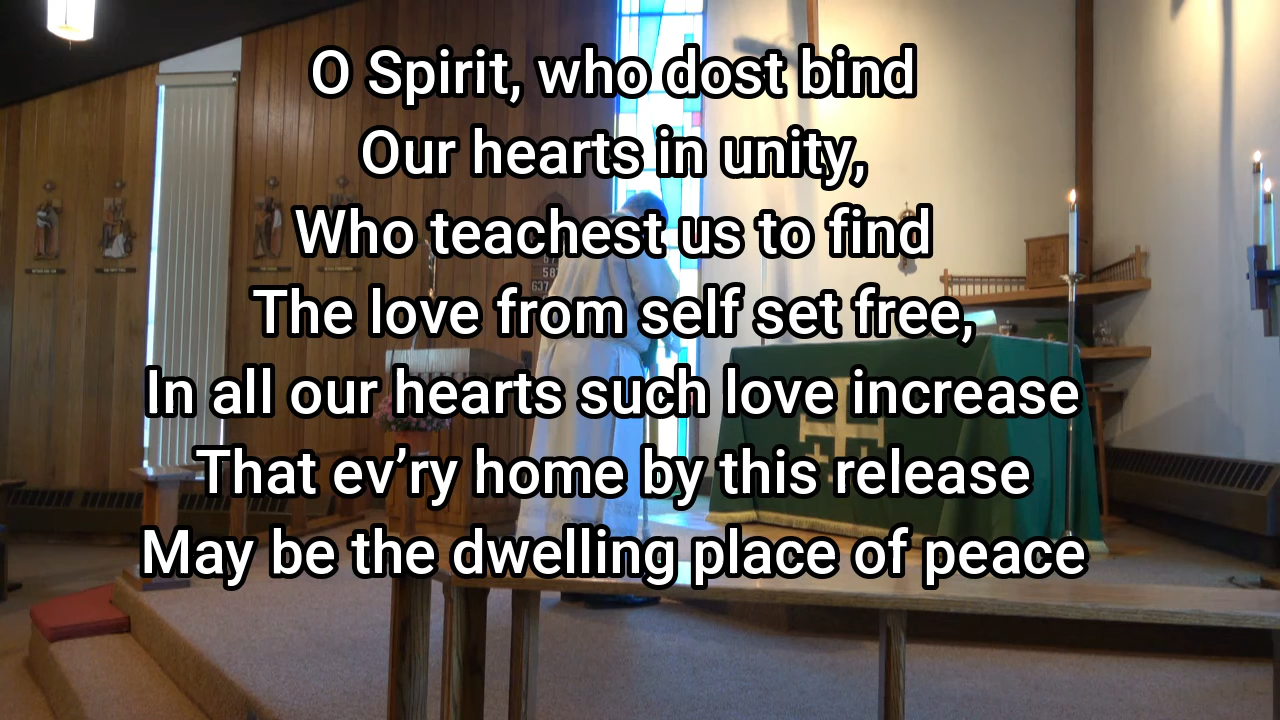 O Spirit, who dost bind
Our hearts in unity,
Who teachest us to find
The love from self set free,
In all our hearts such love increase
That ev’ry home by this release
May be the dwelling place of peace